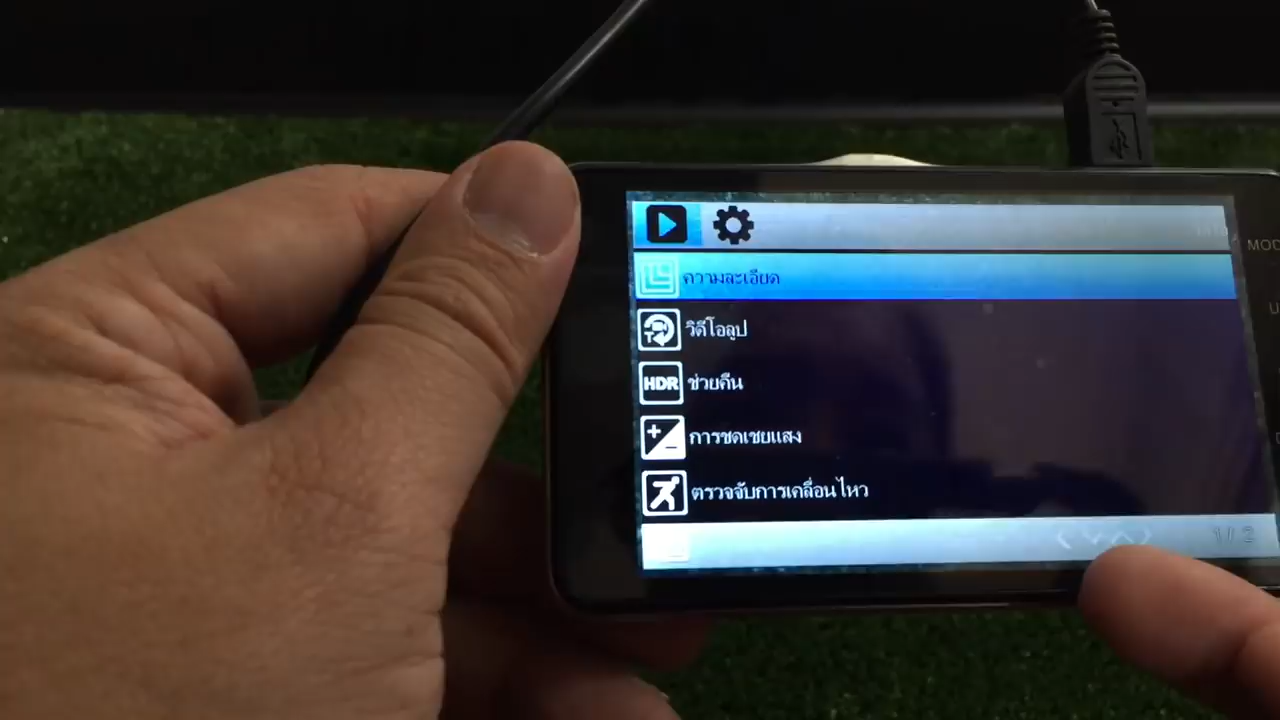 MOD
ความละเอียด
วิดีโอลูป
HDR ช่วยคืน
การชดเชยแสง
ตรวจจับการเคลื่อนไหว
1/2